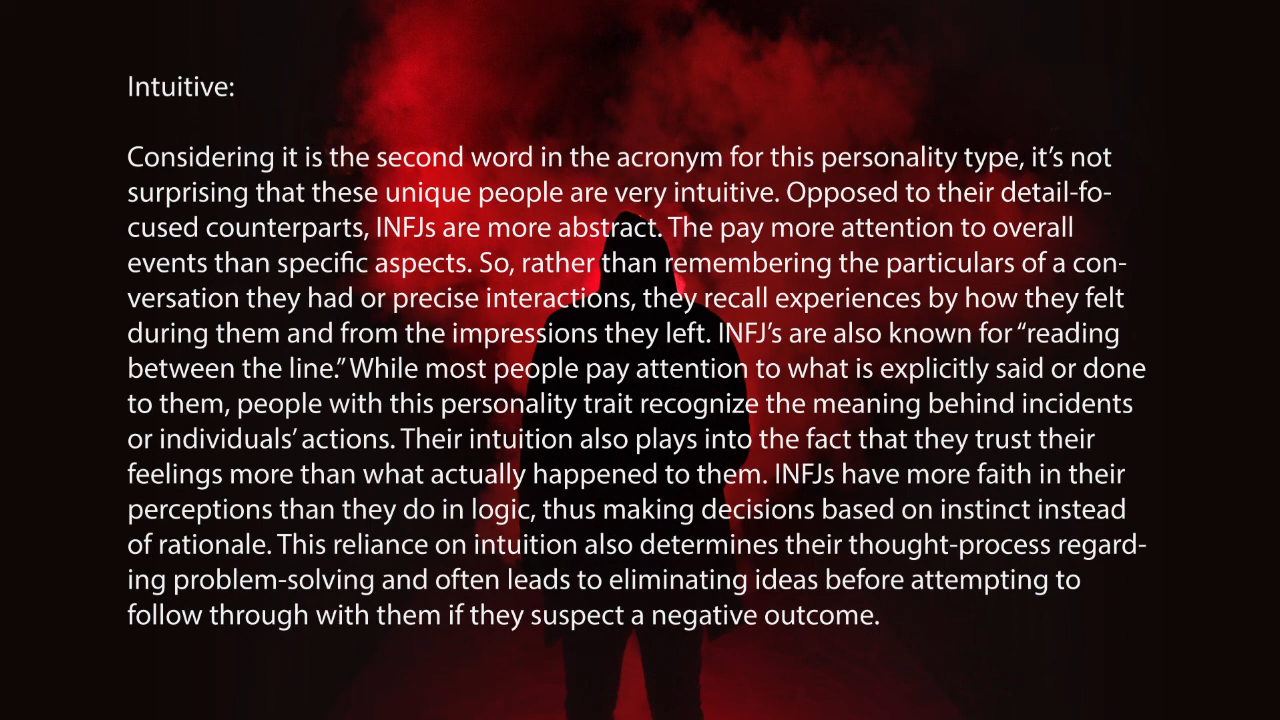 Intuitive:
Considering it is the second word in the acronym for this personality type, it’s not
surprising that these unique people are very intuitive. Opposed to their detail-fo-
cused counterparts, INFJs are more abstract. The pay more attention to overall
events than specific aspects. So, rather than remembering the particulars of a con-
versation they had or precise interactions, they recall experiences by how they felt
during them and from the impressions they left. INFJ’s are also known for “reading
between the line.” While most people pay attention to what is explicitly said or done
to them, people with this personality trait recognize the meaning behind incidents
or individuals’ actions. Their intuition also plays into the fact that they trust their
feelings more than what actually happened to them. INFJs have more faith in their
perceptions than they do in logic, thus making decisions based on instinct instead
of rationale. This reliance on intuition also determines their thought-process regard-
ing problem-solving and often leads to eliminating ideas before attempting to
follow through with them if they suspect a negative outcome.